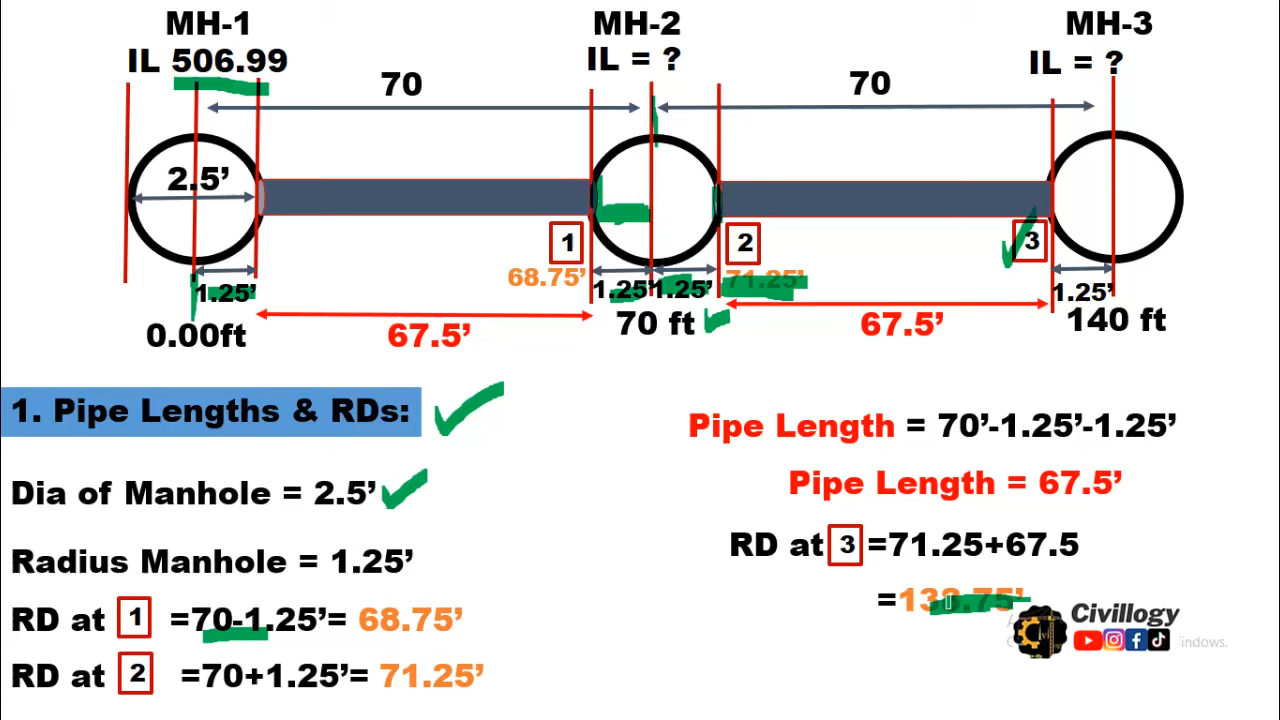 MH-1
IL 506.99
MH-2
IL = ?
MH-3
IL = ?
70
70
2.5’
1
2
3
68.75’
71.25’
1.25’
1.25’
1.25’
1.25’
0.00ft
67.5’
70 ft
67.5’
140 ft
1. Pipe Lengths & RDs:
Dia of Manhole = 2.5’
Radius Manhole = 1.25’
RD at 1 =70-1.25’= 68.75’
RD at 2 =70+1.25’= 71.25’
Pipe Length = 70’-1.25’-1.25’
Pipe Length = 67.5’
RD at 3 =71.25+67.5
=138.75’
Civillogy